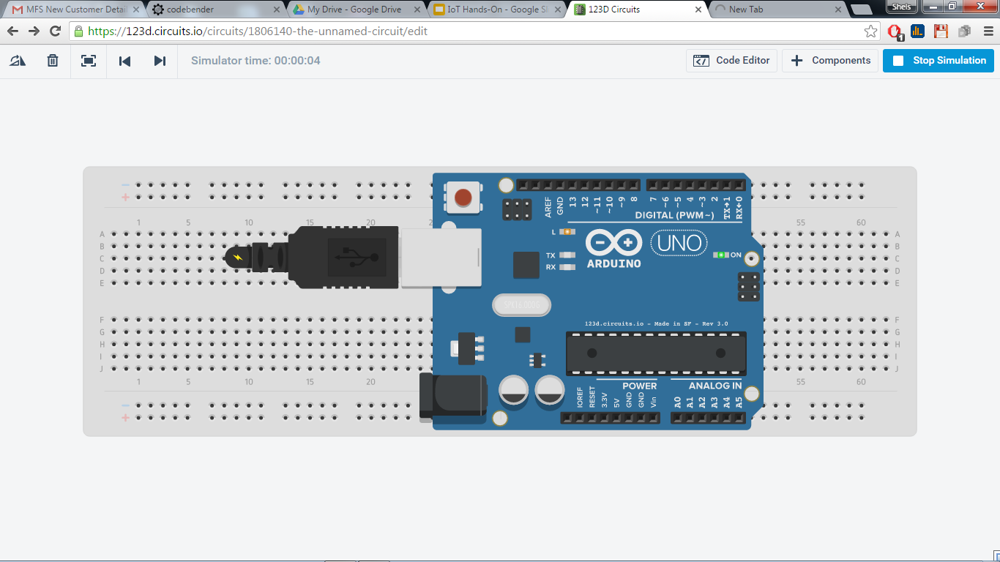 MFS New Customer Detai
codebender
My Drive - Google Drive
IoT Hands-On - Google Sl
123D Circuits
New Tab
Sheis
https://123d.circuits.io/circuits/1806140-the-unnamed-circuit/edit
1
Simulator time: 00:00:04
Code Editor
Components
Stop Simulation
− +
1 5 10 15 20 2 55 60
A B C D E
F G H I J
A B C D E
F G H I J
1 5 10 15 20 55 60
− +
AREF GND 13 12 ~11 ~10 ~9 8 7 ~6 ~5 4 ~3 2 TX→1 RX←0
DIGITAL (PWM~)
L
TX
RX
ARDUINO
UNO
ON
SPK16.000G
123d.circuits.io - Made in SF - Rev 3.0
POWER
ANALOG IN
IOREF RESET 3.3V 5V GND GND Vin A0 A1 A2 A3 A4 A5